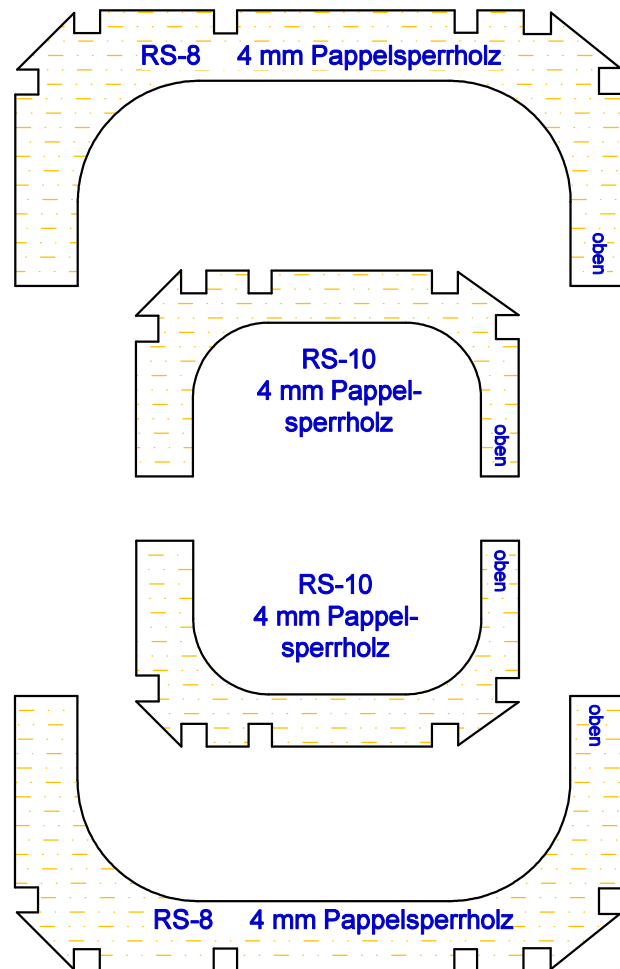 RS-8 4 mm Pappelsperrholz
oben
RS-10
4 mm Pappel-
sperrholz
oben
oben
RS-10
4 mm Pappel-
sperrholz
oben
RS-8 4 mm Pappelsperrholz